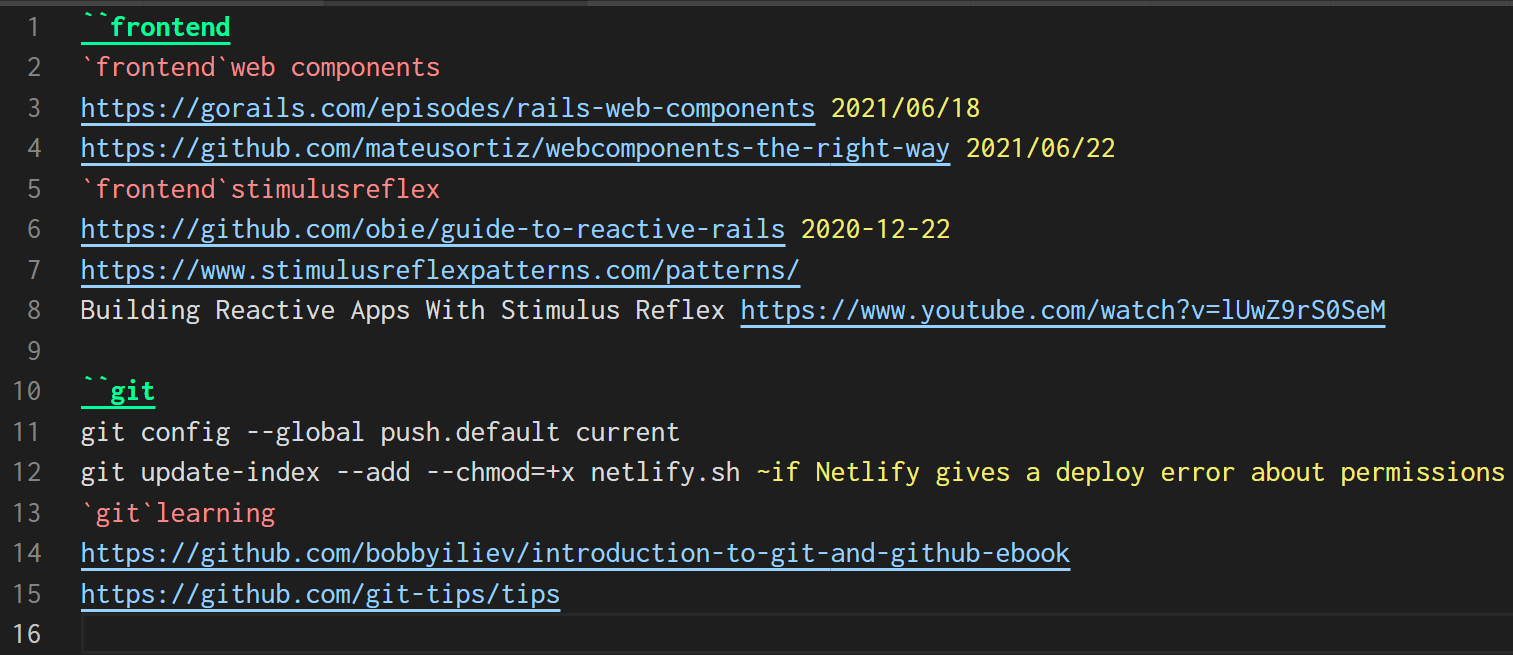 1 ``frontend
2 `frontend`web components
3 https://gorails.com/episodes/rails-web-components 2021/06/18
4 https://github.com/mateusortiz/webcomponents-the-right-way 2021/06/22
5 `frontend`stimulusreflex
6 https://github.com/obie/guide-to-reactive-rails 2020-12-22
7 https://www.stimulusreflexpatterns.com/patterns/
8 Building Reactive Apps With Stimulus Reflex https://www.youtube.com/watch?v=lUwZ9rS0SeM
9
10 ``git
11 git config --global push.default current
12 git update-index --add --chmod=+x netlify.sh ~if Netlify gives a deploy error about permissions
13 `git`learning
14 https://github.com/bobbyiliev/introduction-to-git-and-github-ebook
15 https://github.com/git-tips/tips
16